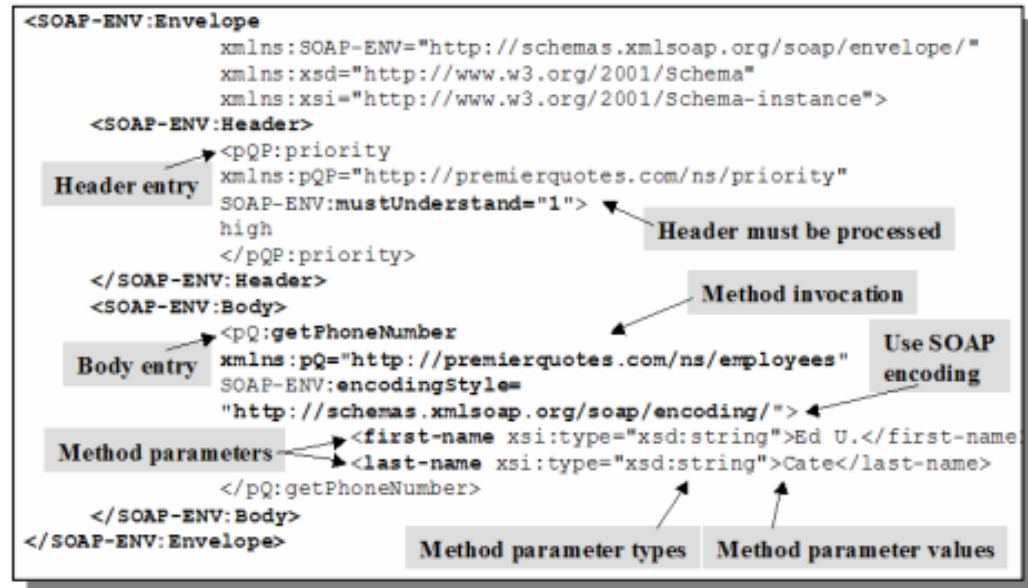 <SOAP-ENV:Envelope
xmlns:SOAP-ENV="http://schemas.xmlsoap.org/soap/envelope/"
xmlns:xsd="http://www.w3.org/2001/Schema"
xmlns:xsi="http://www.w3.org/2001/Schema-instance">
<SOAP-ENV:Header>
<pQP:priority
Header entry
xmlns:pQP="http://premierquotes.com/ns/priority"
SOAP-ENV:mustUnderstand="1">
Header must be processed
high
</pQP:priority>
</SOAP-ENV:Header>
<SOAP-ENV:Body>
Method invocation
<pQ:getPhoneNumber
Body entry
xmlns:pQ="http://premierquotes.com/ns/employees"
Use SOAP
encoding
SOAP-ENV:encodingStyle=
"http://schemas.xmlsoap.org/soap/encoding/">
Method parameters
<first-name xsi:type="xsd:string">Ed U.</first-name
<last-name xsi:type="xsd:string">Cate</last-name>
</pQ:getPhoneNumber>
</SOAP-ENV:Body>
</SOAP-ENV:Envelope>
Method parameter types
Method parameter values